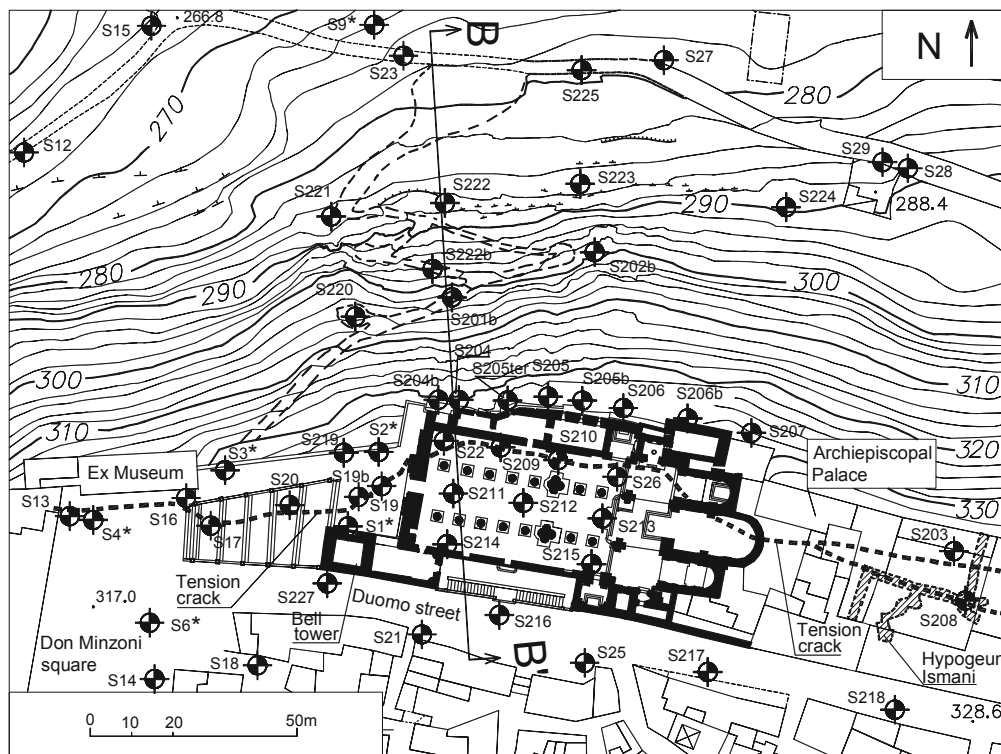 S15
266.8
S9*
S23
B
S27
S225
N
S12
270
280
S29
S28
288.4
S221
S222
S223
S224
290
280
290
S222b
S202b
300
S220
S201b
300
310
S204
S205ter
S205
S204b
S205b
S206
S206b
S207
310
320
330
S3*
S219
S2*
S22
S209
S210
S26
Archiepiscopal
Palace
Ex Museum
S13
S4*
S16
S17
S20
S19b
S19
S1*
S211
S212
S213
S214
S215
S203
S208
Tension
crack
317.0
S6*
S227
Bell
tower
Duomo street
S216
Tension
crack
Hypogeum
Ismani
Don Minzoni
square
S14
S18
S21
B'
S25
S217
S218
328.6
0 10 20 50m